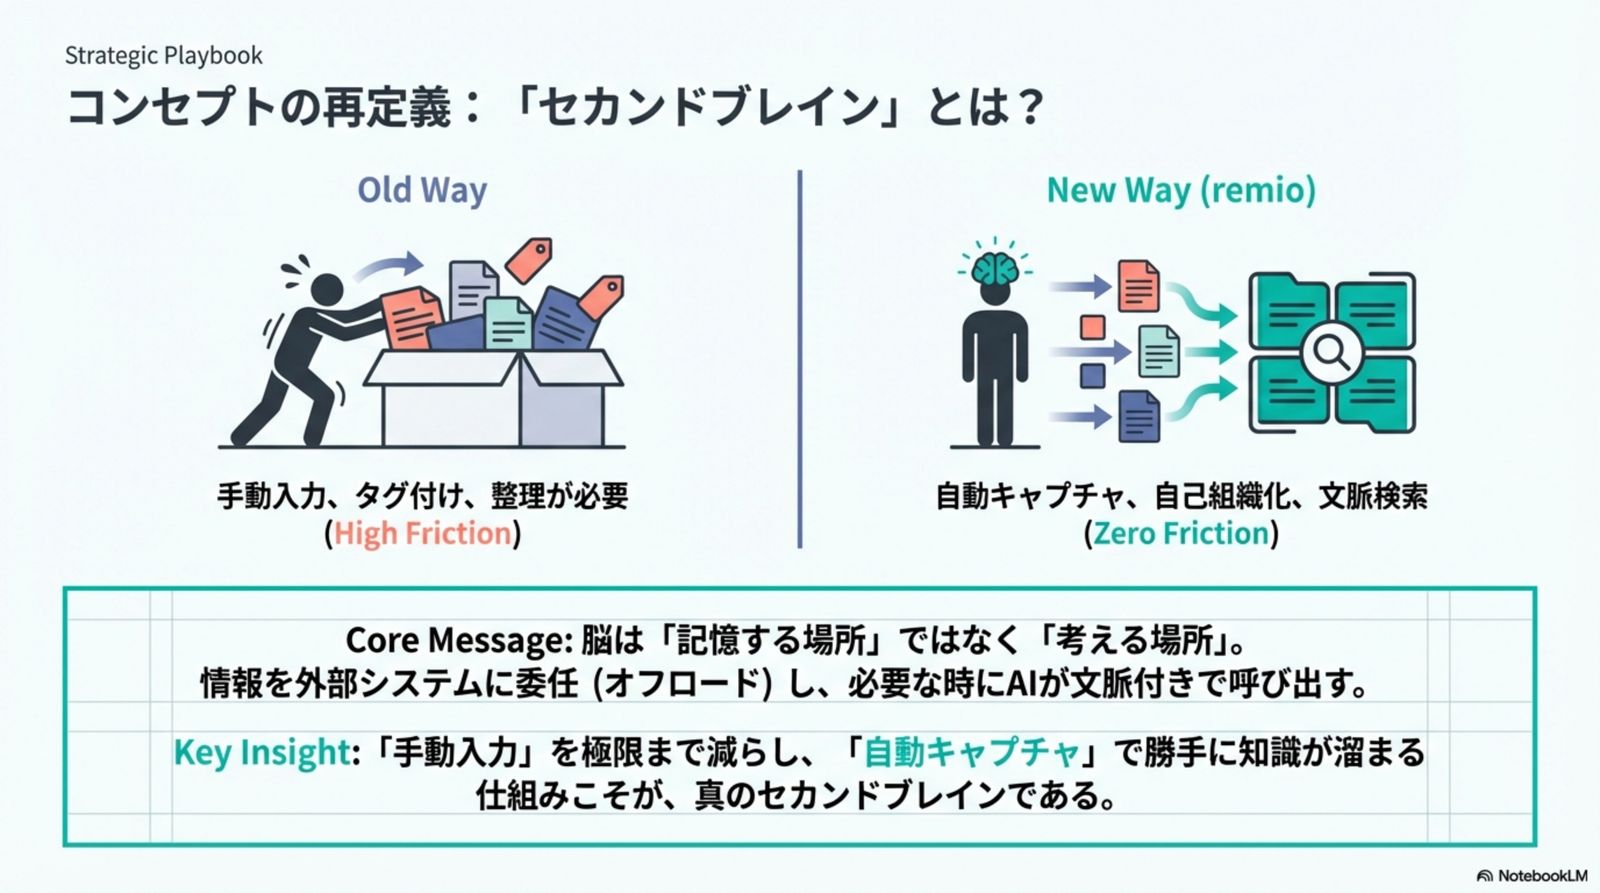 Strategic Playbook
コンセプトの再定義：「セカンドブレイン」とは？
Old Way
手動入力、タグ付け、整理が必要
(High Friction)
New Way (remio)
自動キャプチャ、自己組織化、文脈検索
(Zero Friction)
Core Message: 脳は「記憶する場所」ではなく「考える場所」。
情報を外部システムに委任 (オフロード) し、必要な時にAIが文脈付きで呼び出す。
Key Insight:「手動入力」を極限まで減らし、「自動キャプチャ」で勝手に知識が溜まる
仕組みこそが、真のセカンドブレインである。
NotebookLM